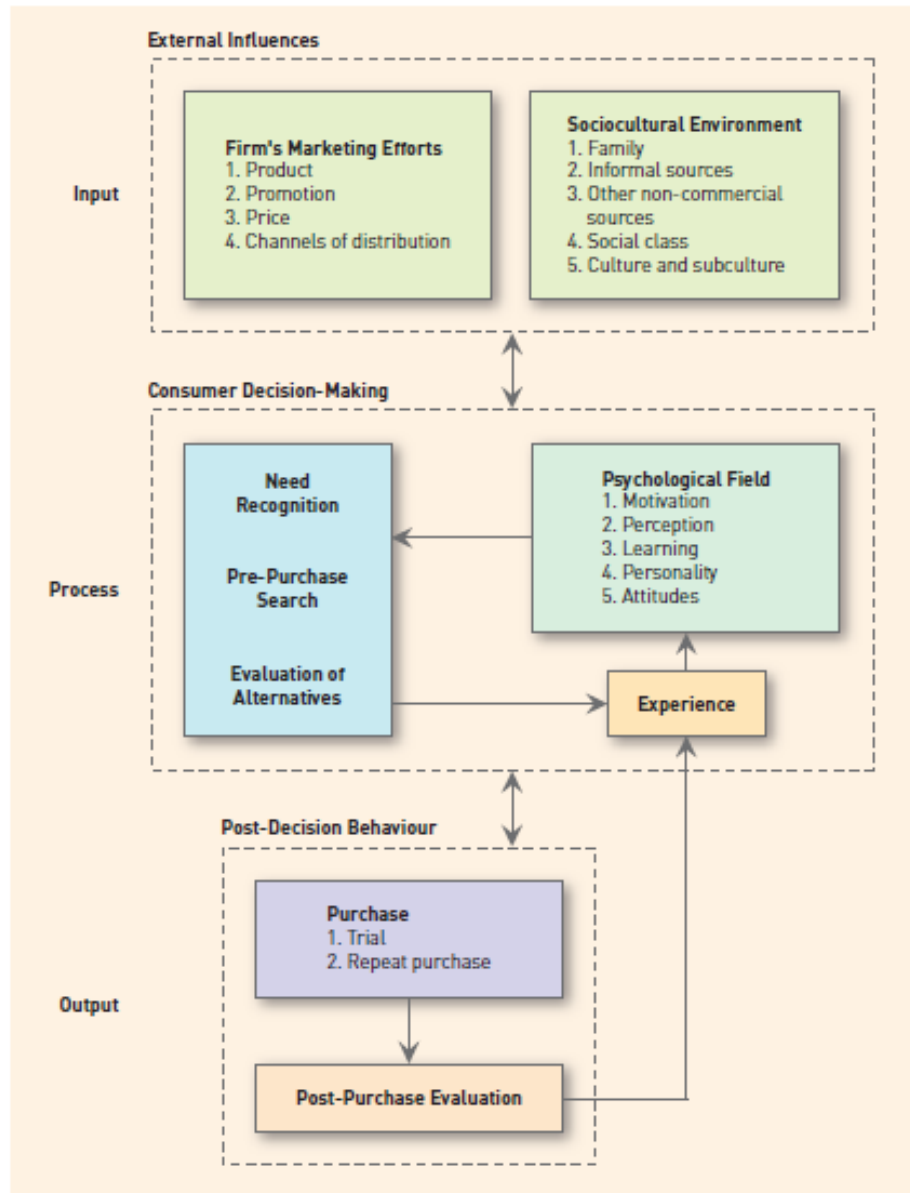 External Influences
Input
Firm's Marketing Efforts
1. Product
2. Promotion
3. Price
4. Channels of distribution
Sociocultural Environment
1. Family
2. Informal sources
3. Other non-commercial
sources
4. Social class
5. Culture and subculture
Consumer Decision-Making
Process
Need
Recognition
Pre-Purchase
Search
Evaluation of
Alternatives
Psychological Field
1. Motivation
2. Perception
3. Learning
4. Personality
5. Attitudes
Experience
Post-Decision Behaviour
Output
Purchase
1. Trial
2. Repeat purchase
Post-Purchase Evaluation